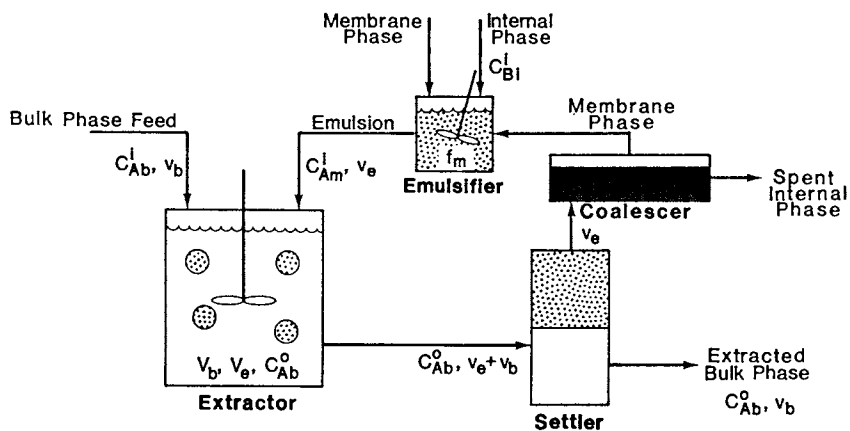 Membrane
Phase
Internal
Phase
C^i_Bi
Bulk Phase Feed
C^i_Ab, v_b
Emulsion
C^i_Am, v_e
f_m
Emulsifier
Membrane
Phase
Coalescer
Spent
Internal
Phase
v_e
V_b, V_e, C^o_Ab
Extractor
C^o_Ab, v_e+v_b
Settler
Extracted
Bulk Phase
C^o_Ab, v_b